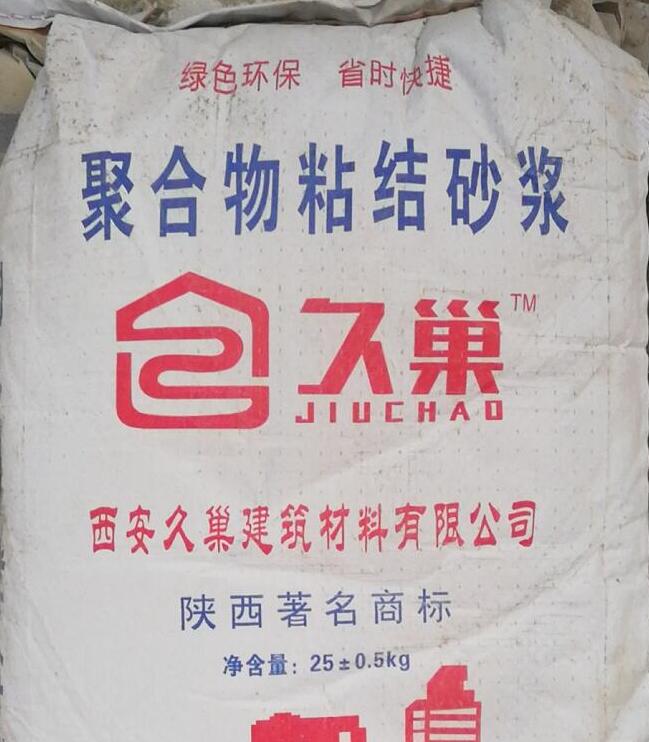 绿色环保 省时快捷
聚合物粘结砂浆
久巢™
JIUCHAO
西安久巢建筑材料有限公司
陕西著名商标
净含量：25±0.5kg